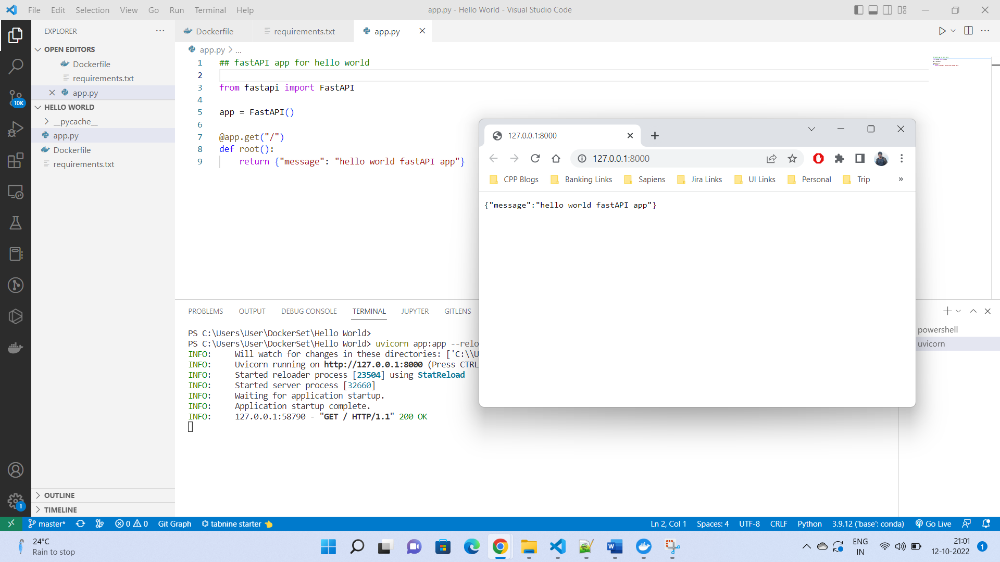 File Edit Selection View Go Run Terminal Help
app.py - Hello World - Visual Studio Code
EXPLORER
OPEN EDITORS
Dockerfile
requirements.txt
app.py
HELLO WORLD
__pycache__
app.py
Dockerfile
requirements.txt
OUTLINE
TIMELINE
10K
1
Dockerfile requirements.txt app.py
app.py > ...
1 ## fastAPI app for hello world
2
3 from fastapi import FastAPI
4
5 app = FastAPI()
6
7 @app.get("/")
8 def root():
9 return {"message": "hello world fastAPI app"}
127.0.0.1:8000
127.0.0.1:8000
CPP Blogs Banking Links Sapiens Jira Links UI Links Personal Trip »
{"message":"hello world fastAPI app"}
PROBLEMS OUTPUT DEBUG CONSOLE TERMINAL JUPYTER GITLENS
PS C:\Users\User\DockerSet\Hello World>
PS C:\Users\User\DockerSet\Hello World> uvicorn app:app --relo
INFO: Will watch for changes in these directories: ['C:\\U
INFO: Uvicorn running on http://127.0.0.1:8000 (Press CTRL
INFO: Started reloader process [23504] using StatReload
INFO: Started server process [32660]
INFO: Waiting for application startup.
INFO: Application startup complete.
INFO: 127.0.0.1:58790 - "GET / HTTP/1.1" 200 OK
powershell
uvicorn
master* 0 0 Git Graph tabnine starter Ln 2, Col 1 Spaces: 4 UTF-8 CRLF Python 3.9.12 ('base': conda) Go Live
24°C
Rain to stop
ENG
IN
21:01
12-10-2022
1